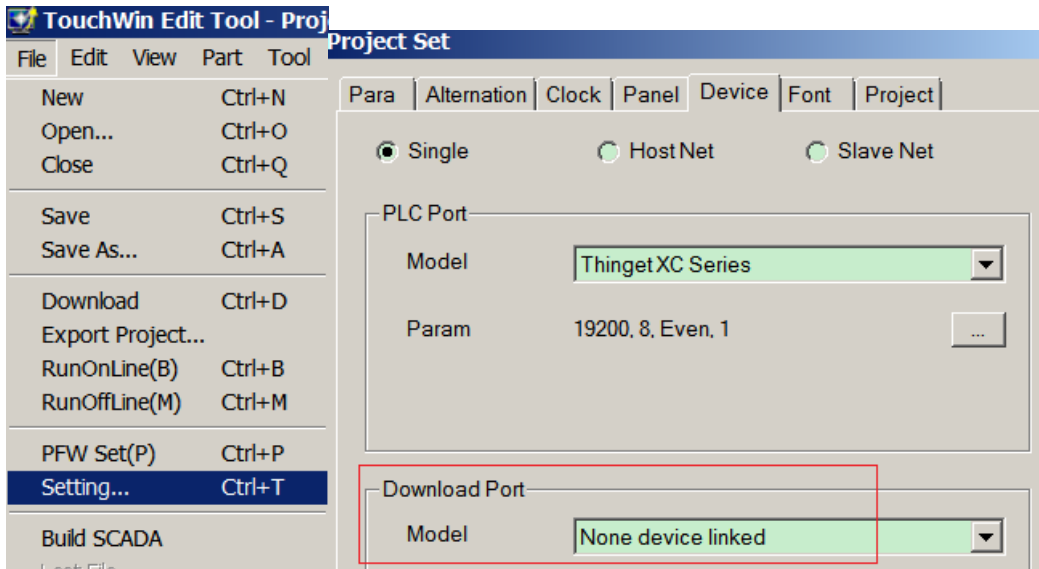 TouchWin Edit Tool - Proj
File Edit View Part Tool
New Ctrl+N
Open... Ctrl+O
Close Ctrl+Q
Save Ctrl+S
Save As... Ctrl+A
Download Ctrl+D
Export Project...
RunOnLine(B) Ctrl+B
RunOffLine(M) Ctrl+M
PFW Set(P) Ctrl+P
Setting... Ctrl+T
Build SCADA
Project Set
Para Alternation Clock Panel Device Font Project
Single Host Net Slave Net
PLC Port
Model Thinget XC Series
Param 19200, 8, Even, 1 ...
Download Port
Model None device linked